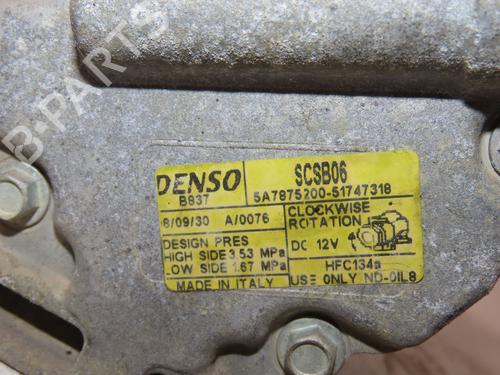 B-PARTS
DENSO
B837
SCSB06
5A7875200-51747318
8/09/30 A/0076
CLOCKWISE
ROTATION
DESIGN PRES
HIGH SIDE 3.53 MPa
LOW SIDE 1.67 MPa
DC 12V
HFC134a
MADE IN ITALY
USE ONLY ND-OIL8